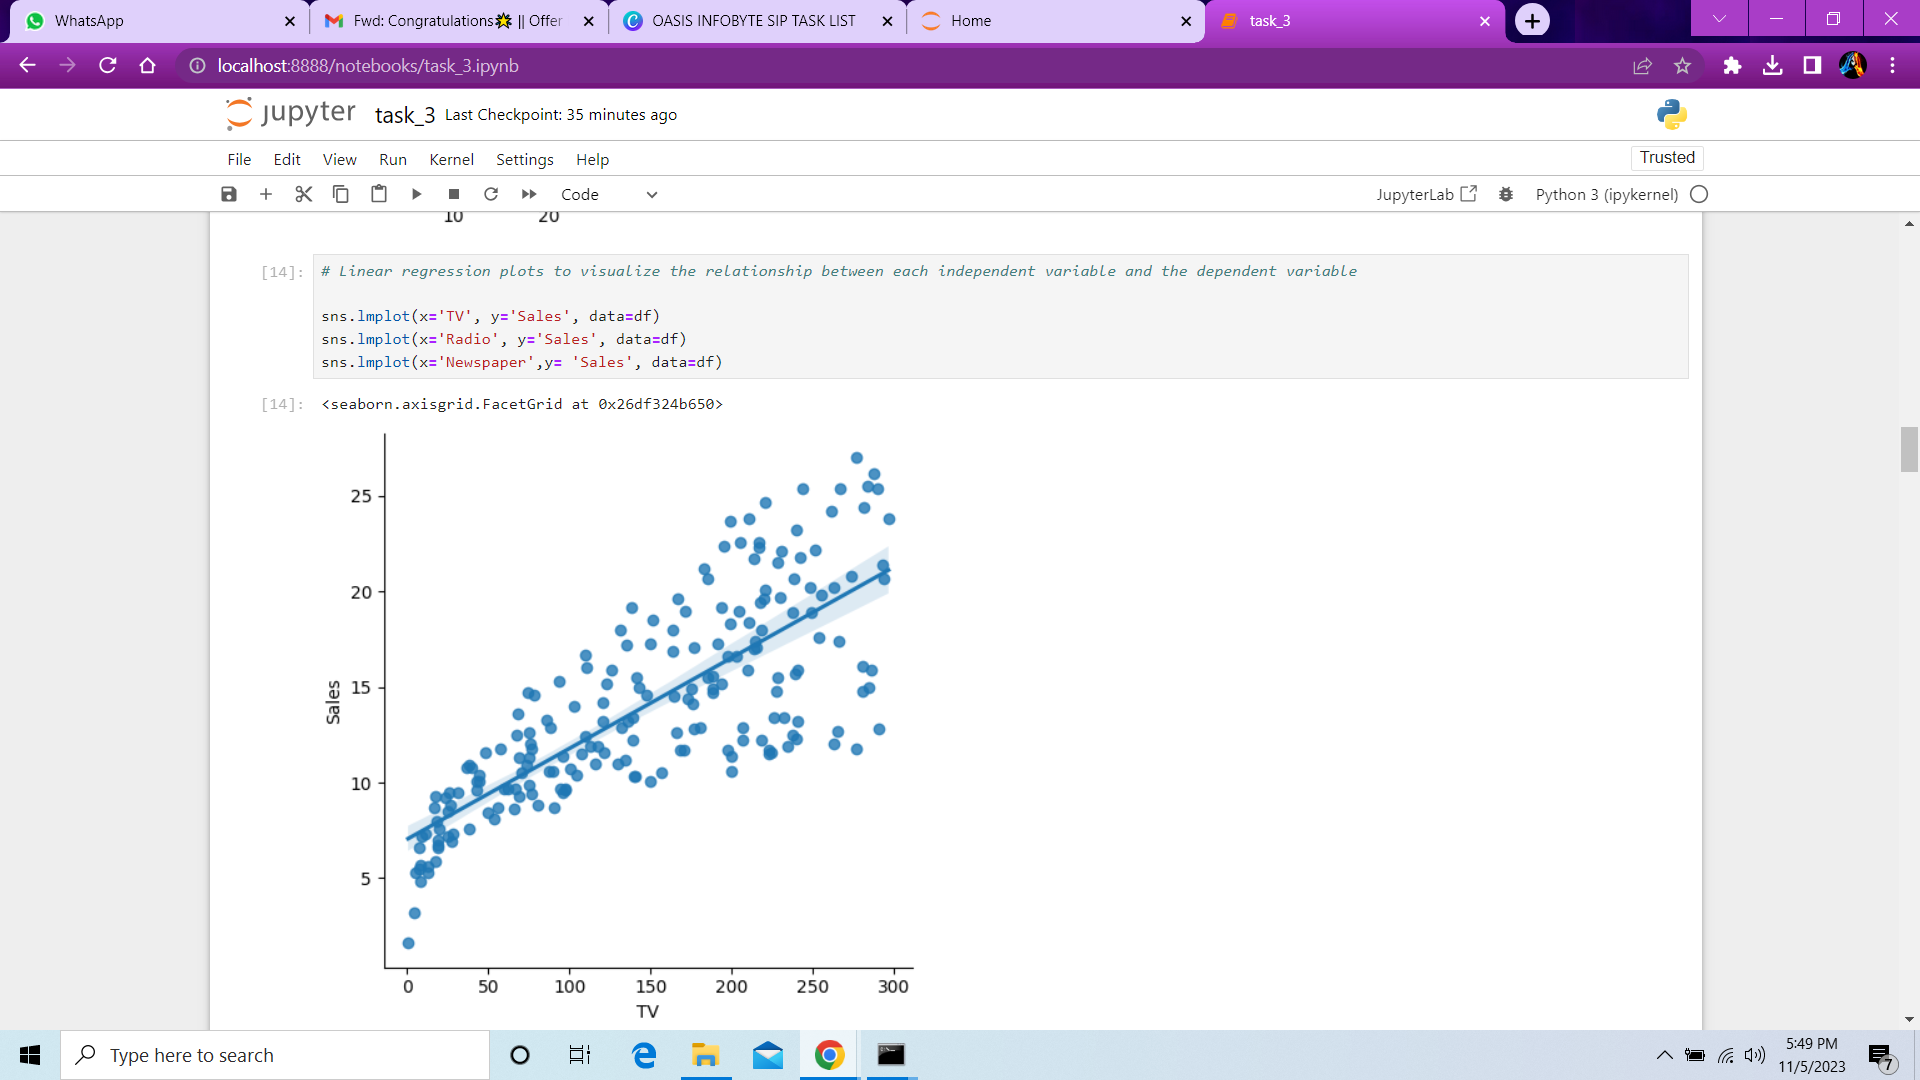 WhatsApp
Fwd: Congratulations🌟 || Offer
OASIS INFOBYTE SIP TASK LIST
Home
task_3
localhost:8888/notebooks/task_3.ipynb
jupyter task_3 Last Checkpoint: 35 minutes ago
File Edit View Run Kernel Settings Help
Trusted
Code
JupyterLab
Python 3 (ipykernel)
10 20
[14]:
# Linear regression plots to visualize the relationship between each independent variable and the dependent variable
sns.lmplot(x='TV', y='Sales', data=df)
sns.lmplot(x='Radio', y='Sales', data=df)
sns.lmplot(x='Newspaper',y= 'Sales', data=df)
[14]:
<seaborn.axisgrid.FacetGrid at 0x26df324b650>
25
20
15
10
5
Sales
0 50 100 150 200 250 300
TV
Type here to search
5:49 PM
11/5/2023
7